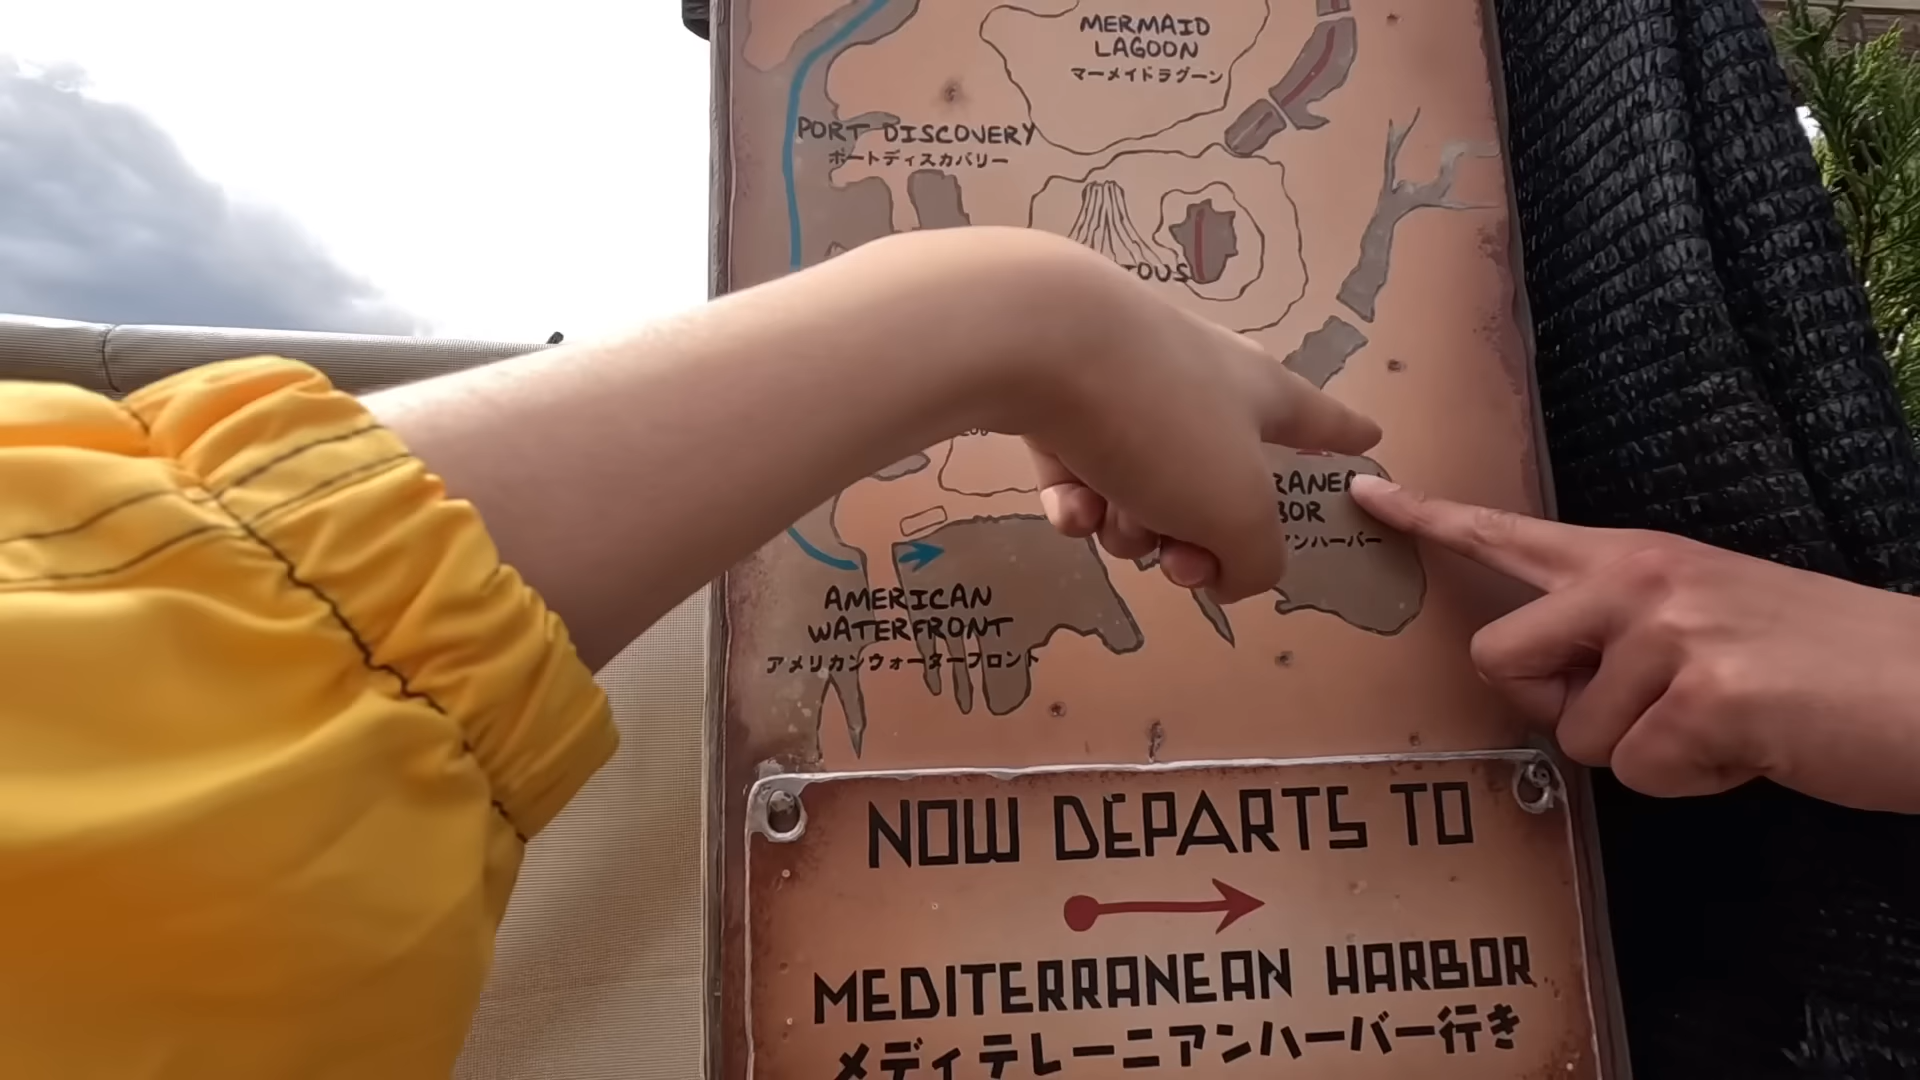 MERMAID
LAGOON
マーメイドラグーン
PORT DISCOVERY
ポートディスカバリー
AMERICAN
WATERFRONT
アメリカンウォーターフロント
NOW DEPARTS TO
MEDITERRANEAN HARBOR
メディテレーニアンハーバー行き